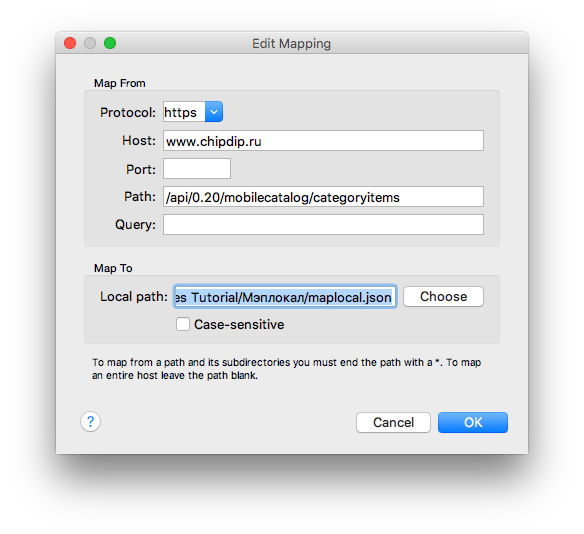 Edit Mapping
Map From
Protocol: https
Host: www.chipdip.ru
Port:
Path: /api/0.20/mobilecatalog/categoryitems
Query:
Map To
Local path: es Tutorial/Мэплокал/maplocal.json Choose
Case-sensitive
To map from a path and its subdirectories you must end the path with a *. To map
an entire host leave the path blank.
? Cancel OK